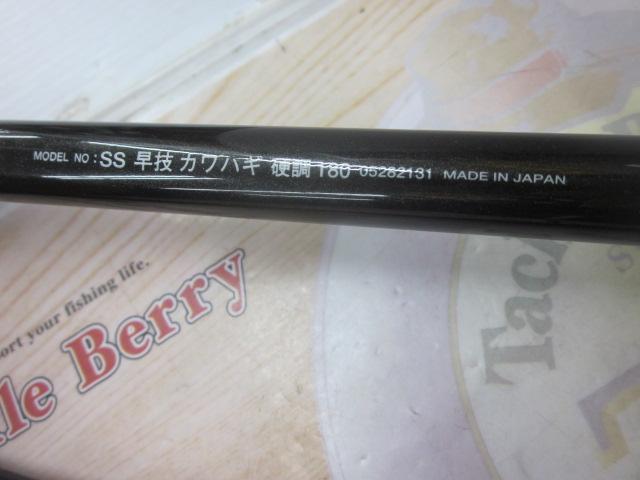 MODEL NO : SS 早技 カワハギ 硬調 180 05282131 MADE IN JAPAN
ort your fishing life.
le Berry
Tack